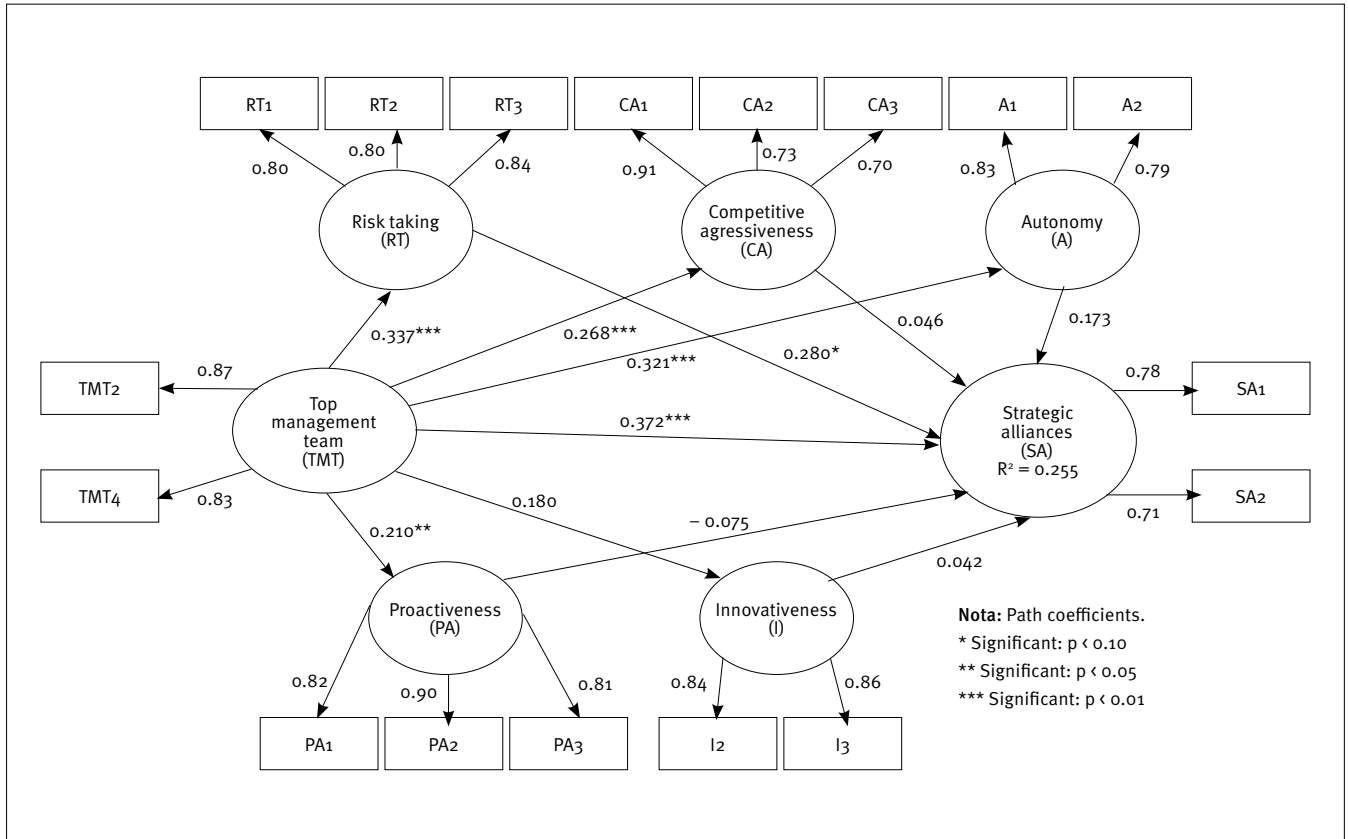 RT1
RT2
RT3
CA1
CA2
CA3
A1
A2
0.80
0.80
0.84
0.91
0.73
0.70
0.83
0.79
Risk taking
(RT)
Competitive
agressiveness
(CA)
Autonomy
(A)
0.337***
0.268***
0.321***
0.280*
0.046
0.173
TMT2
0.87
TMT4
0.83
Top
management
team
(TMT)
0.372***
Strategic
alliances
(SA)
R² = 0.255
0.78
SA1
0.71
SA2
0.210**
0.180
– 0.075
0.042
Proactiveness
(PA)
Innovativeness
(I)
0.82
0.90
0.81
0.84
0.86
PA1
PA2
PA3
I2
I3
Nota: Path coefficients.
* Significant: p < 0.10
** Significant: p < 0.05
*** Significant: p < 0.01